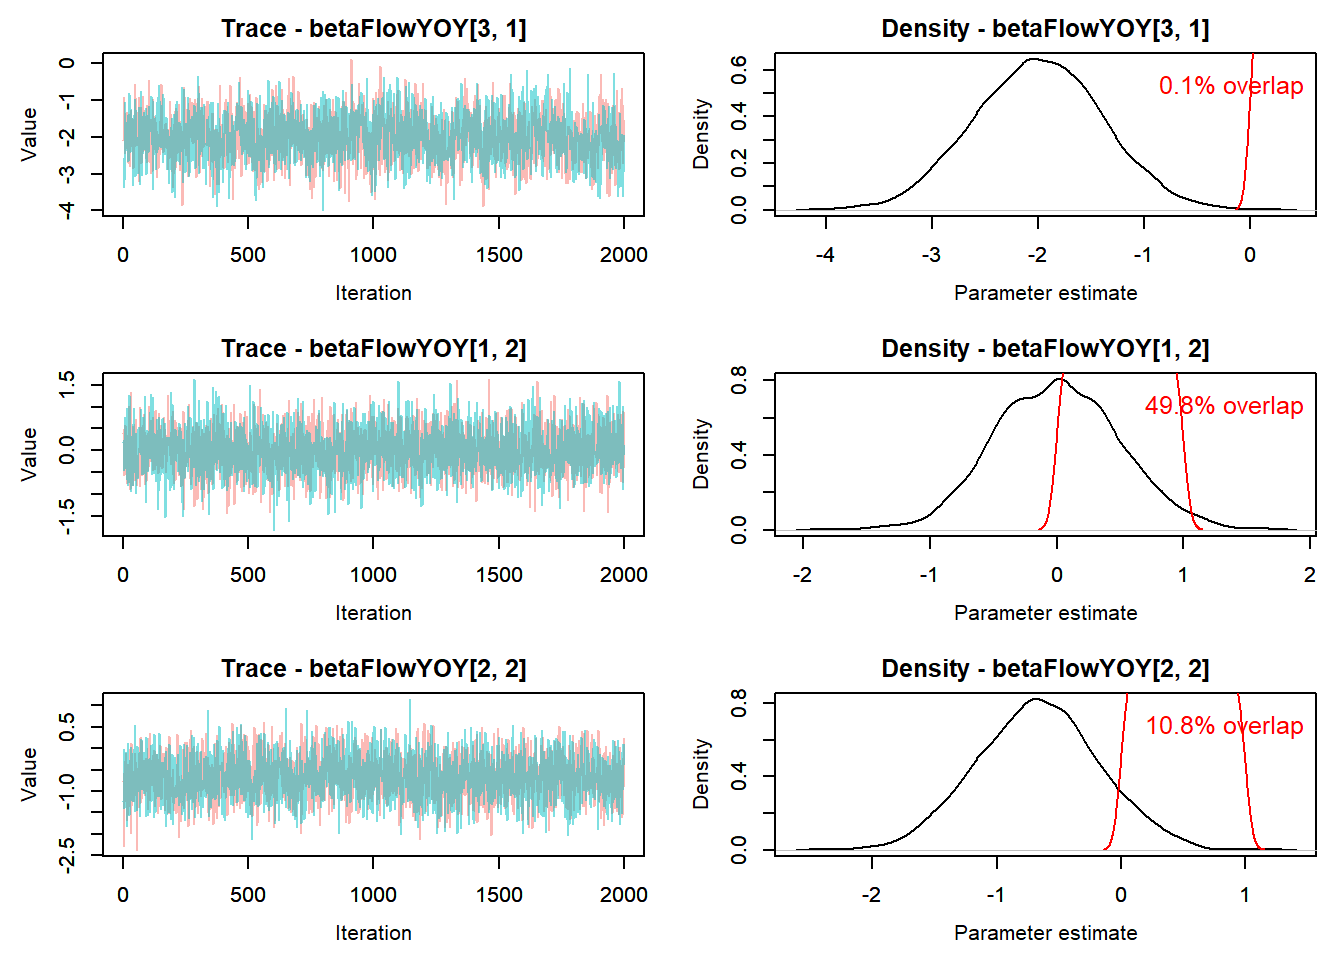 Trace - betaFlowYOY[3, 1]
Value
0
-1
-2
-3
-4
0 500 1000 1500 2000
Iteration
Density - betaFlowYOY[3, 1]
Density
0.6
0.4
0.2
0.0
0.1% overlap
-4 -3 -2 -1 0
Parameter estimate
Trace - betaFlowYOY[1, 2]
Value
1.5
0.0
-1.5
0 500 1000 1500 2000
Iteration
Density - betaFlowYOY[1, 2]
Density
0.8
0.4
0.0
49.8% overlap
-2 -1 0 1 2
Parameter estimate
Trace - betaFlowYOY[2, 2]
Value
0.5
-1.0
-2.5
0 500 1000 1500 2000
Iteration
Density - betaFlowYOY[2, 2]
Density
0.8
0.4
0.0
10.8% overlap
-2 -1 0 1
Parameter estimate